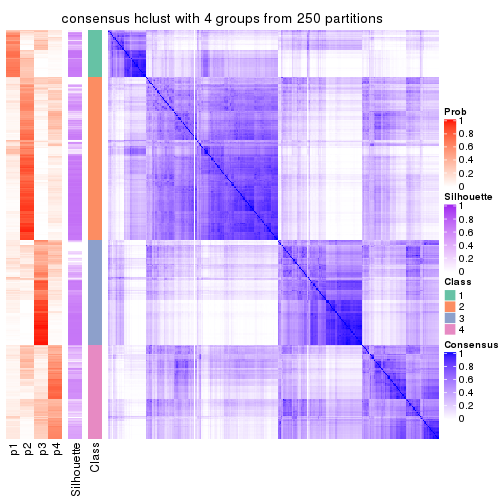 consensus hclust with 4 groups from 250 partitions
Prob
1
0.8
0.6
0.4
0.2
0
Silhouette
1
0.8
0.6
0.4
0.2
0
Class
1
2
3
4
Consensus
1
0.8
0.6
0.4
0.2
0
p1
p2
p3
p4
Silhouette
Class